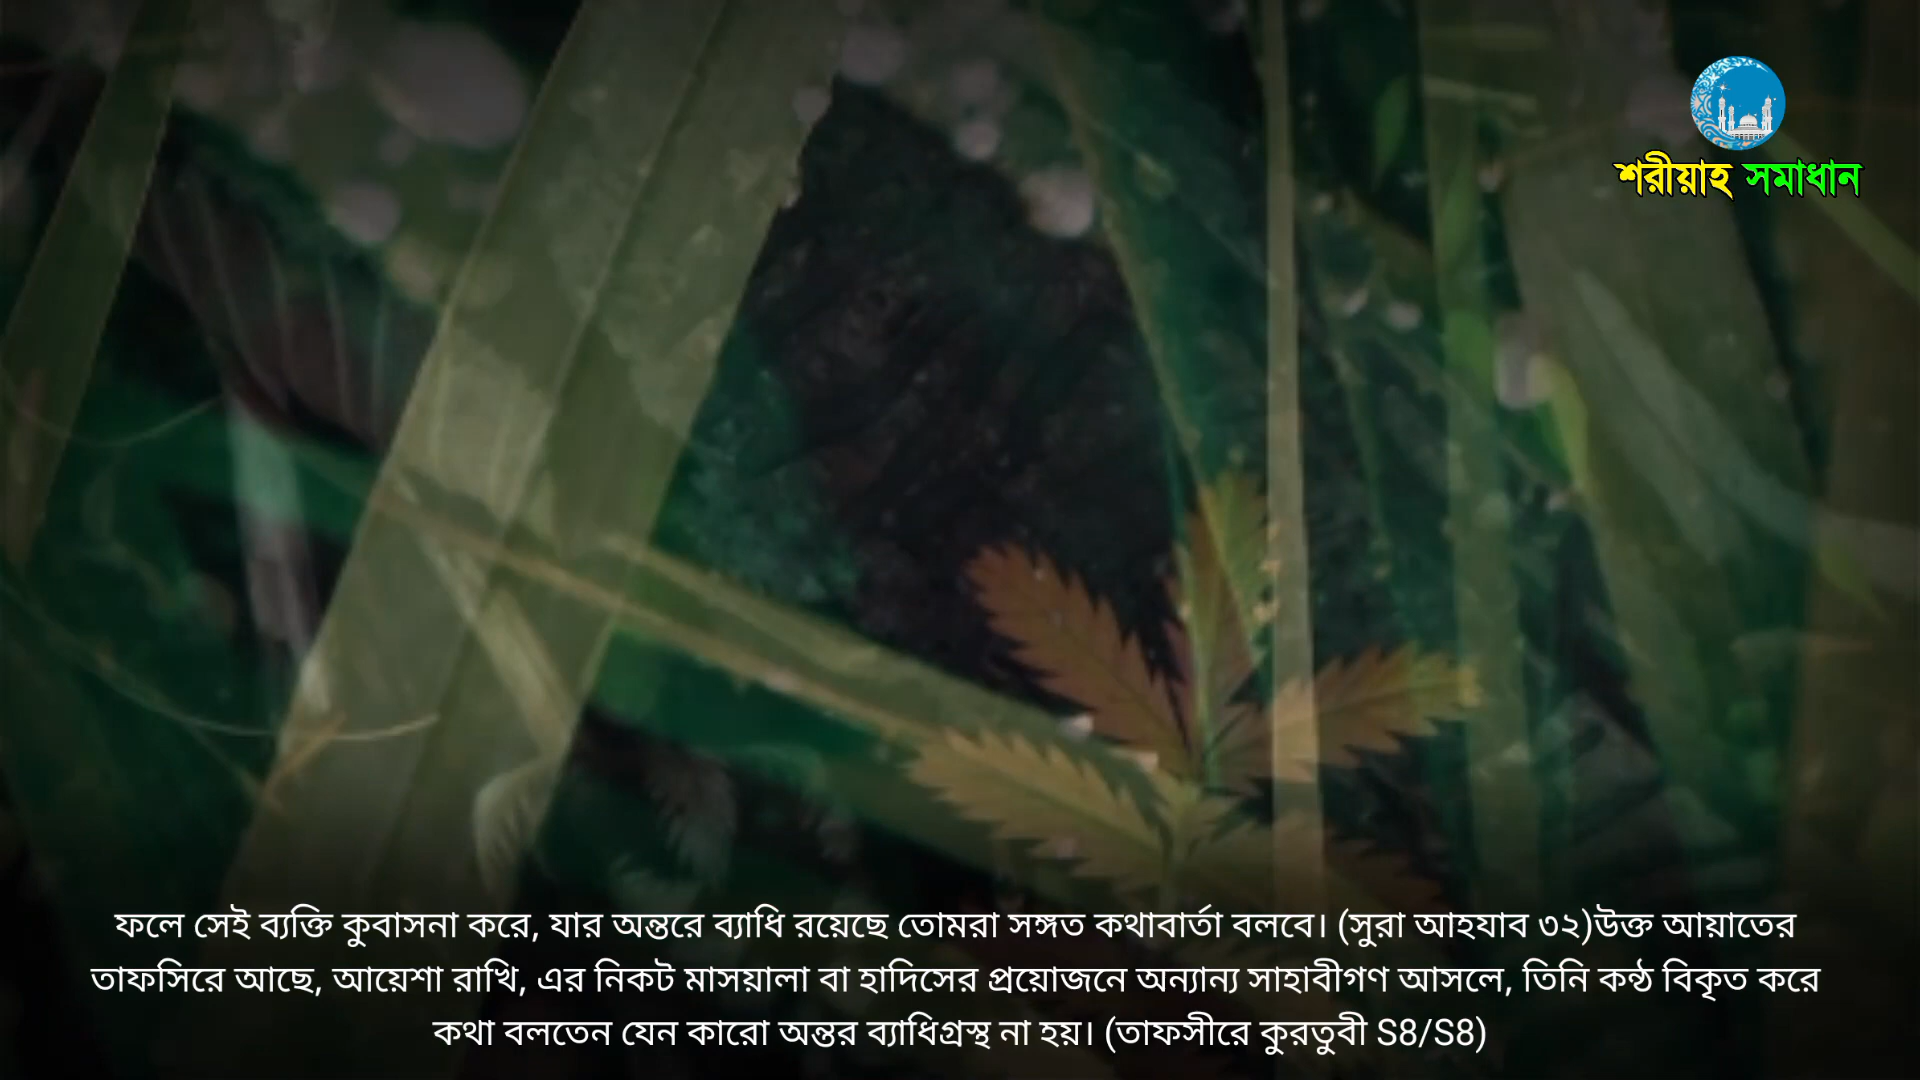 শরীয়াহ সমাধান
ফলে সেই ব্যক্তি কুবাসনা করে, যার অন্তরে ব্যাধি রয়েছে তোমরা সঙ্গত কথাবার্তা বলবে। (সুরা আহযাব ৩২)উক্ত আয়াতের
তাফসিরে আছে, আয়েশা রাখি, এর নিকট মাসয়ালা বা হাদিসের প্রয়োজনে অন্যান্য সাহাবীগণ আসলে, তিনি কন্ঠ বিকৃত করে
কথা বলতেন যেন কারো অন্তর ব্যাধিগ্রস্থ না হয়। (তাফসীরে কুরতুবী S8/S8)